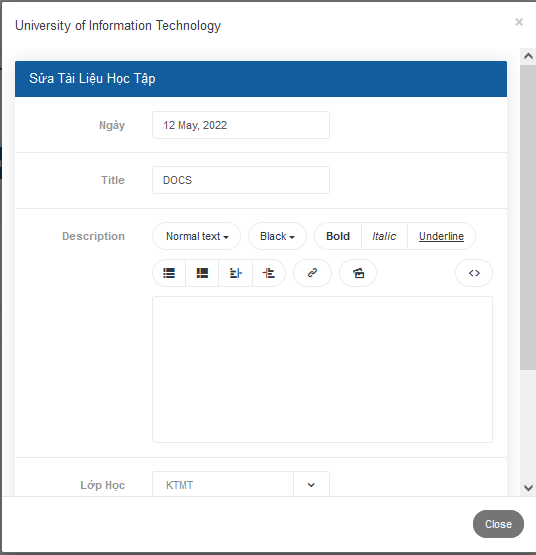 University of Information Technology ×
Sửa Tài Liệu Học Tập
Ngày 12 May, 2022
Title DOCS
Description Normal text Black Bold Italic Underline
Lớp Học KTMT
Close